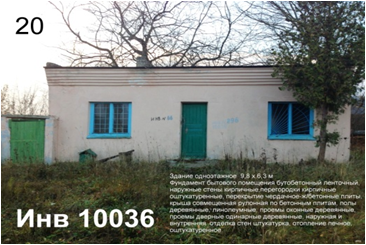 20
Здание одноэтажное 9,8 х 6,3 м
Фундамент бытового помещения бутобетонный ленточный,
наружные стены кирпичные,перегородки кирпичные
оштукатуренные, перекрытие чердачное-ж/бетонные плиты
крыша совмещенная рулонная по бетонным плитам, полы
деревянные, линолеумные, проемы оконные деревянные,
проемы дверные одинарные деревянные, наружная и
внутренняя отделка стен штукатурка, отопление печное,
оштукатуренное
Инв 10036